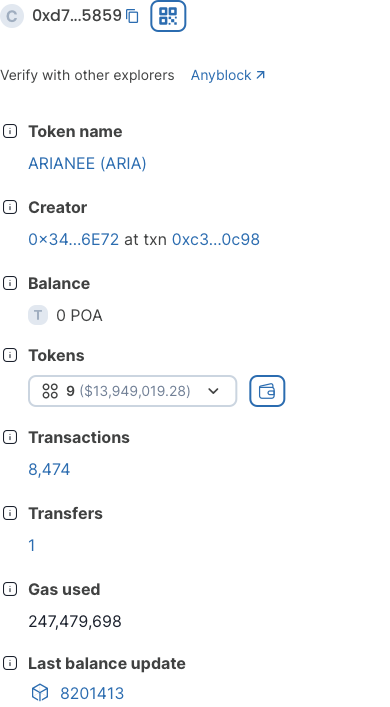 C 0xd7...5859
Verify with other explorers Anyblock
Token name
ARIANEE (ARIA)
Creator
0x34...6E72 at txn 0xc3...0c98
Balance
T 0 POA
Tokens
9 ($13,949,019.28)
Transactions
8,474
Transfers
1
Gas used
247,479,698
Last balance update
8201413